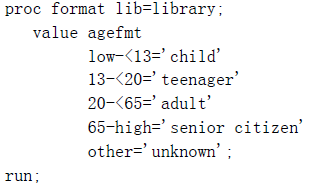 proc format lib=library;
value agefmt
low-<13='child'
13-<20='teenager'
20-<65='adult'
65-high='senior citizen'
other='unknown';
run;